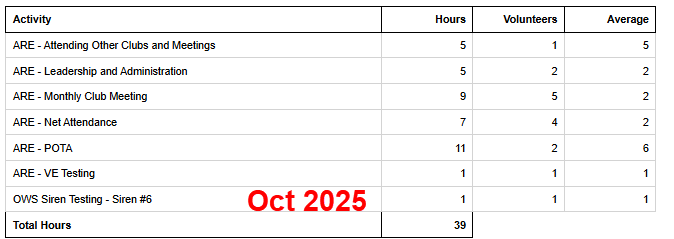 Activity Hours Volunteers Average
ARE - Attending Other Clubs and Meetings 5 1 5
ARE - Leadership and Administration 5 2 2
ARE - Monthly Club Meeting 9 5 2
ARE - Net Attendance 7 4 2
ARE - POTA 11 2 6
ARE - VE Testing 1 1 1
OWS Siren Testing - Siren #6 Oct 2025 1 1 1
Total Hours 39